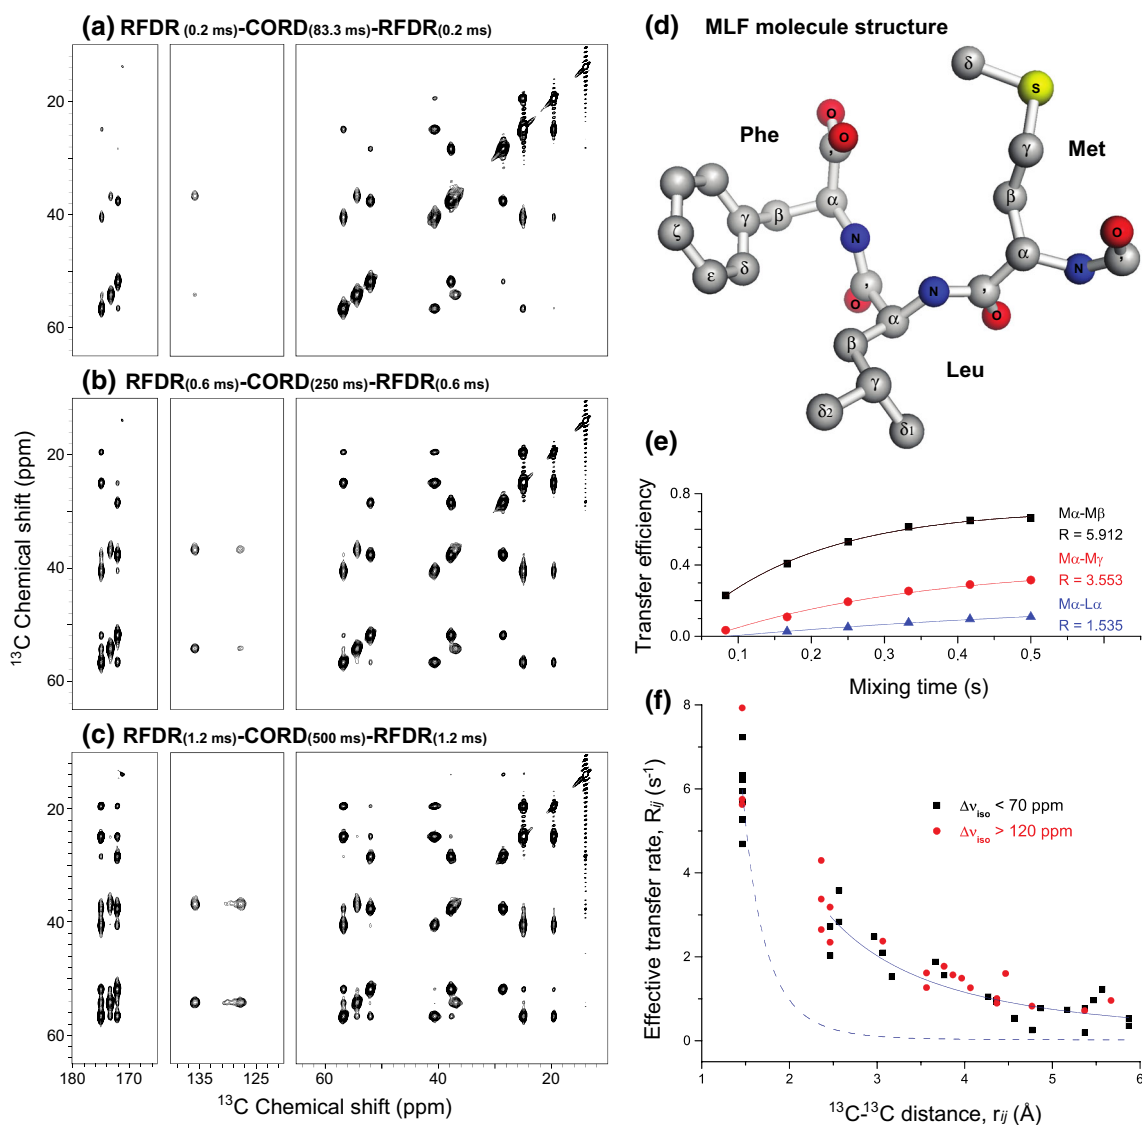 (a) RFDR (0.2 ms)-CORD(83.3 ms)-RFDR(0.2 ms)
20
40
60
(b) RFDR(0.6 ms)-CORD(250 ms)-RFDR(0.6 ms)
20
40
60
13C Chemical shift (ppm)
(c) RFDR(1.2 ms)-CORD(500 ms)-RFDR(1.2 ms)
20
40
60
180 170 135 125 60 40 20
13C Chemical shift (ppm)
(d) MLF molecule structure
δ
S
O
O
Phe
,
γ
Met
β
α
γ
β
O
ζ
N
α
,
ε
δ
N
,
N
,
O
α
O
β
Leu
γ
δ2
δ1
(e)
Transfer efficiency
0.8
0.4
0.0
0,1 0,2 0,3 0,4 0,5
Mixing time (s)
Mα-Mβ
R = 5.912
Mα-Mγ
R = 3.553
Mα-Lα
R = 1.535
(f)
Effective transfer rate, Rij (s-1)
8
6
4
2
0
Δνiso < 70 ppm
Δνiso > 120 ppm
1 2 3 4 5 6
13C-13C distance, rij (Å)